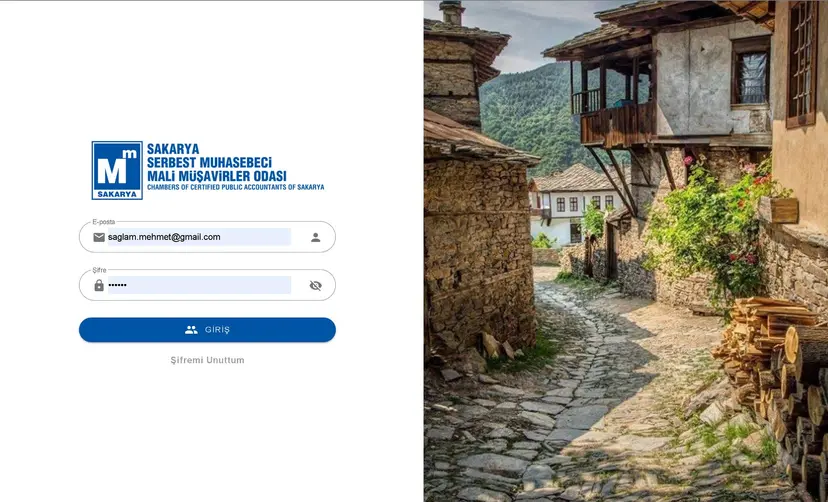 Mm
SAKARYA
SAKARYA
SERBEST MUHASEBECİ
MALİ MÜŞAVİRLER ODASI
CHAMBERS OF CERTIFIED PUBLIC ACCOUNTANTS OF SAKARYA
E-posta
saglam.mehmet@gmail.com
Şifre
••••••
GİRİŞ
Şifremi Unuttum